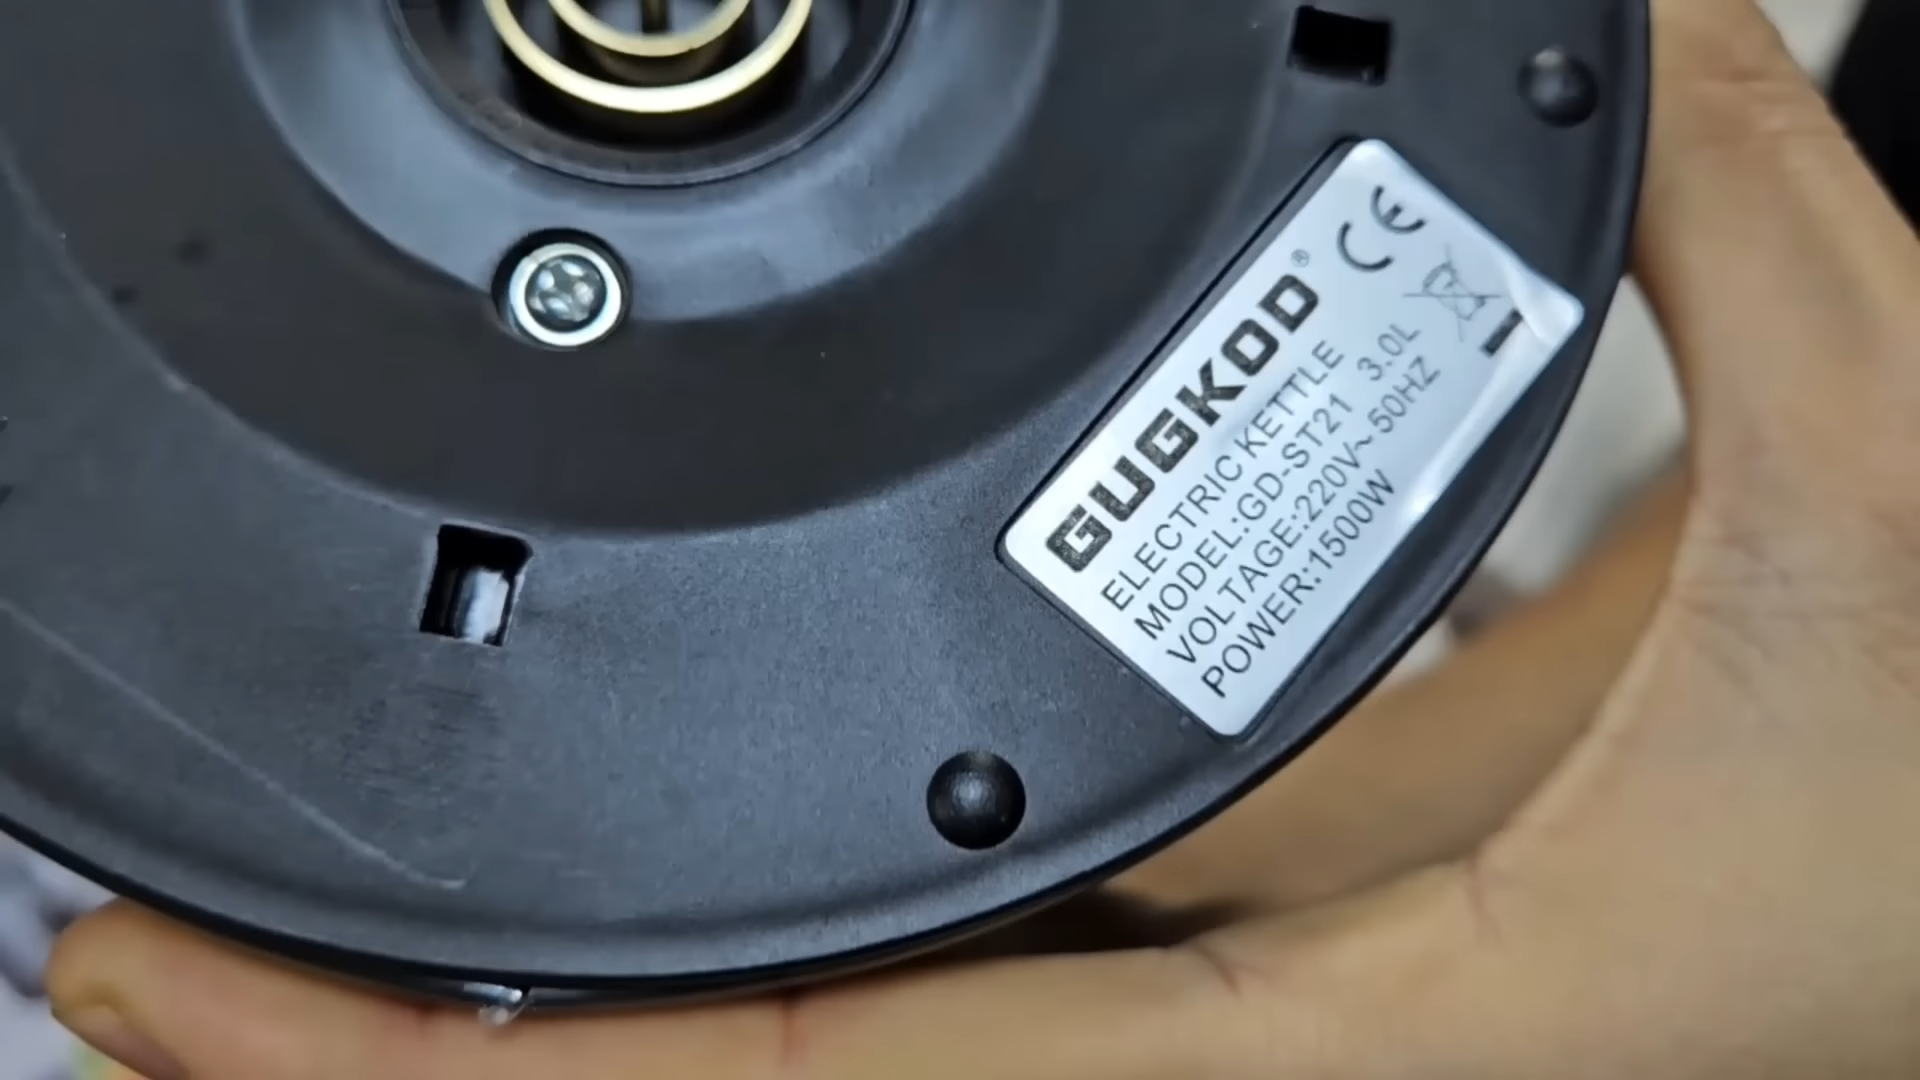 GUGKOD®
CE
ELECTRIC KETTLE
MODEL:GD-ST21 3.0L
VOLTAGE:220V~50HZ
POWER:1500W